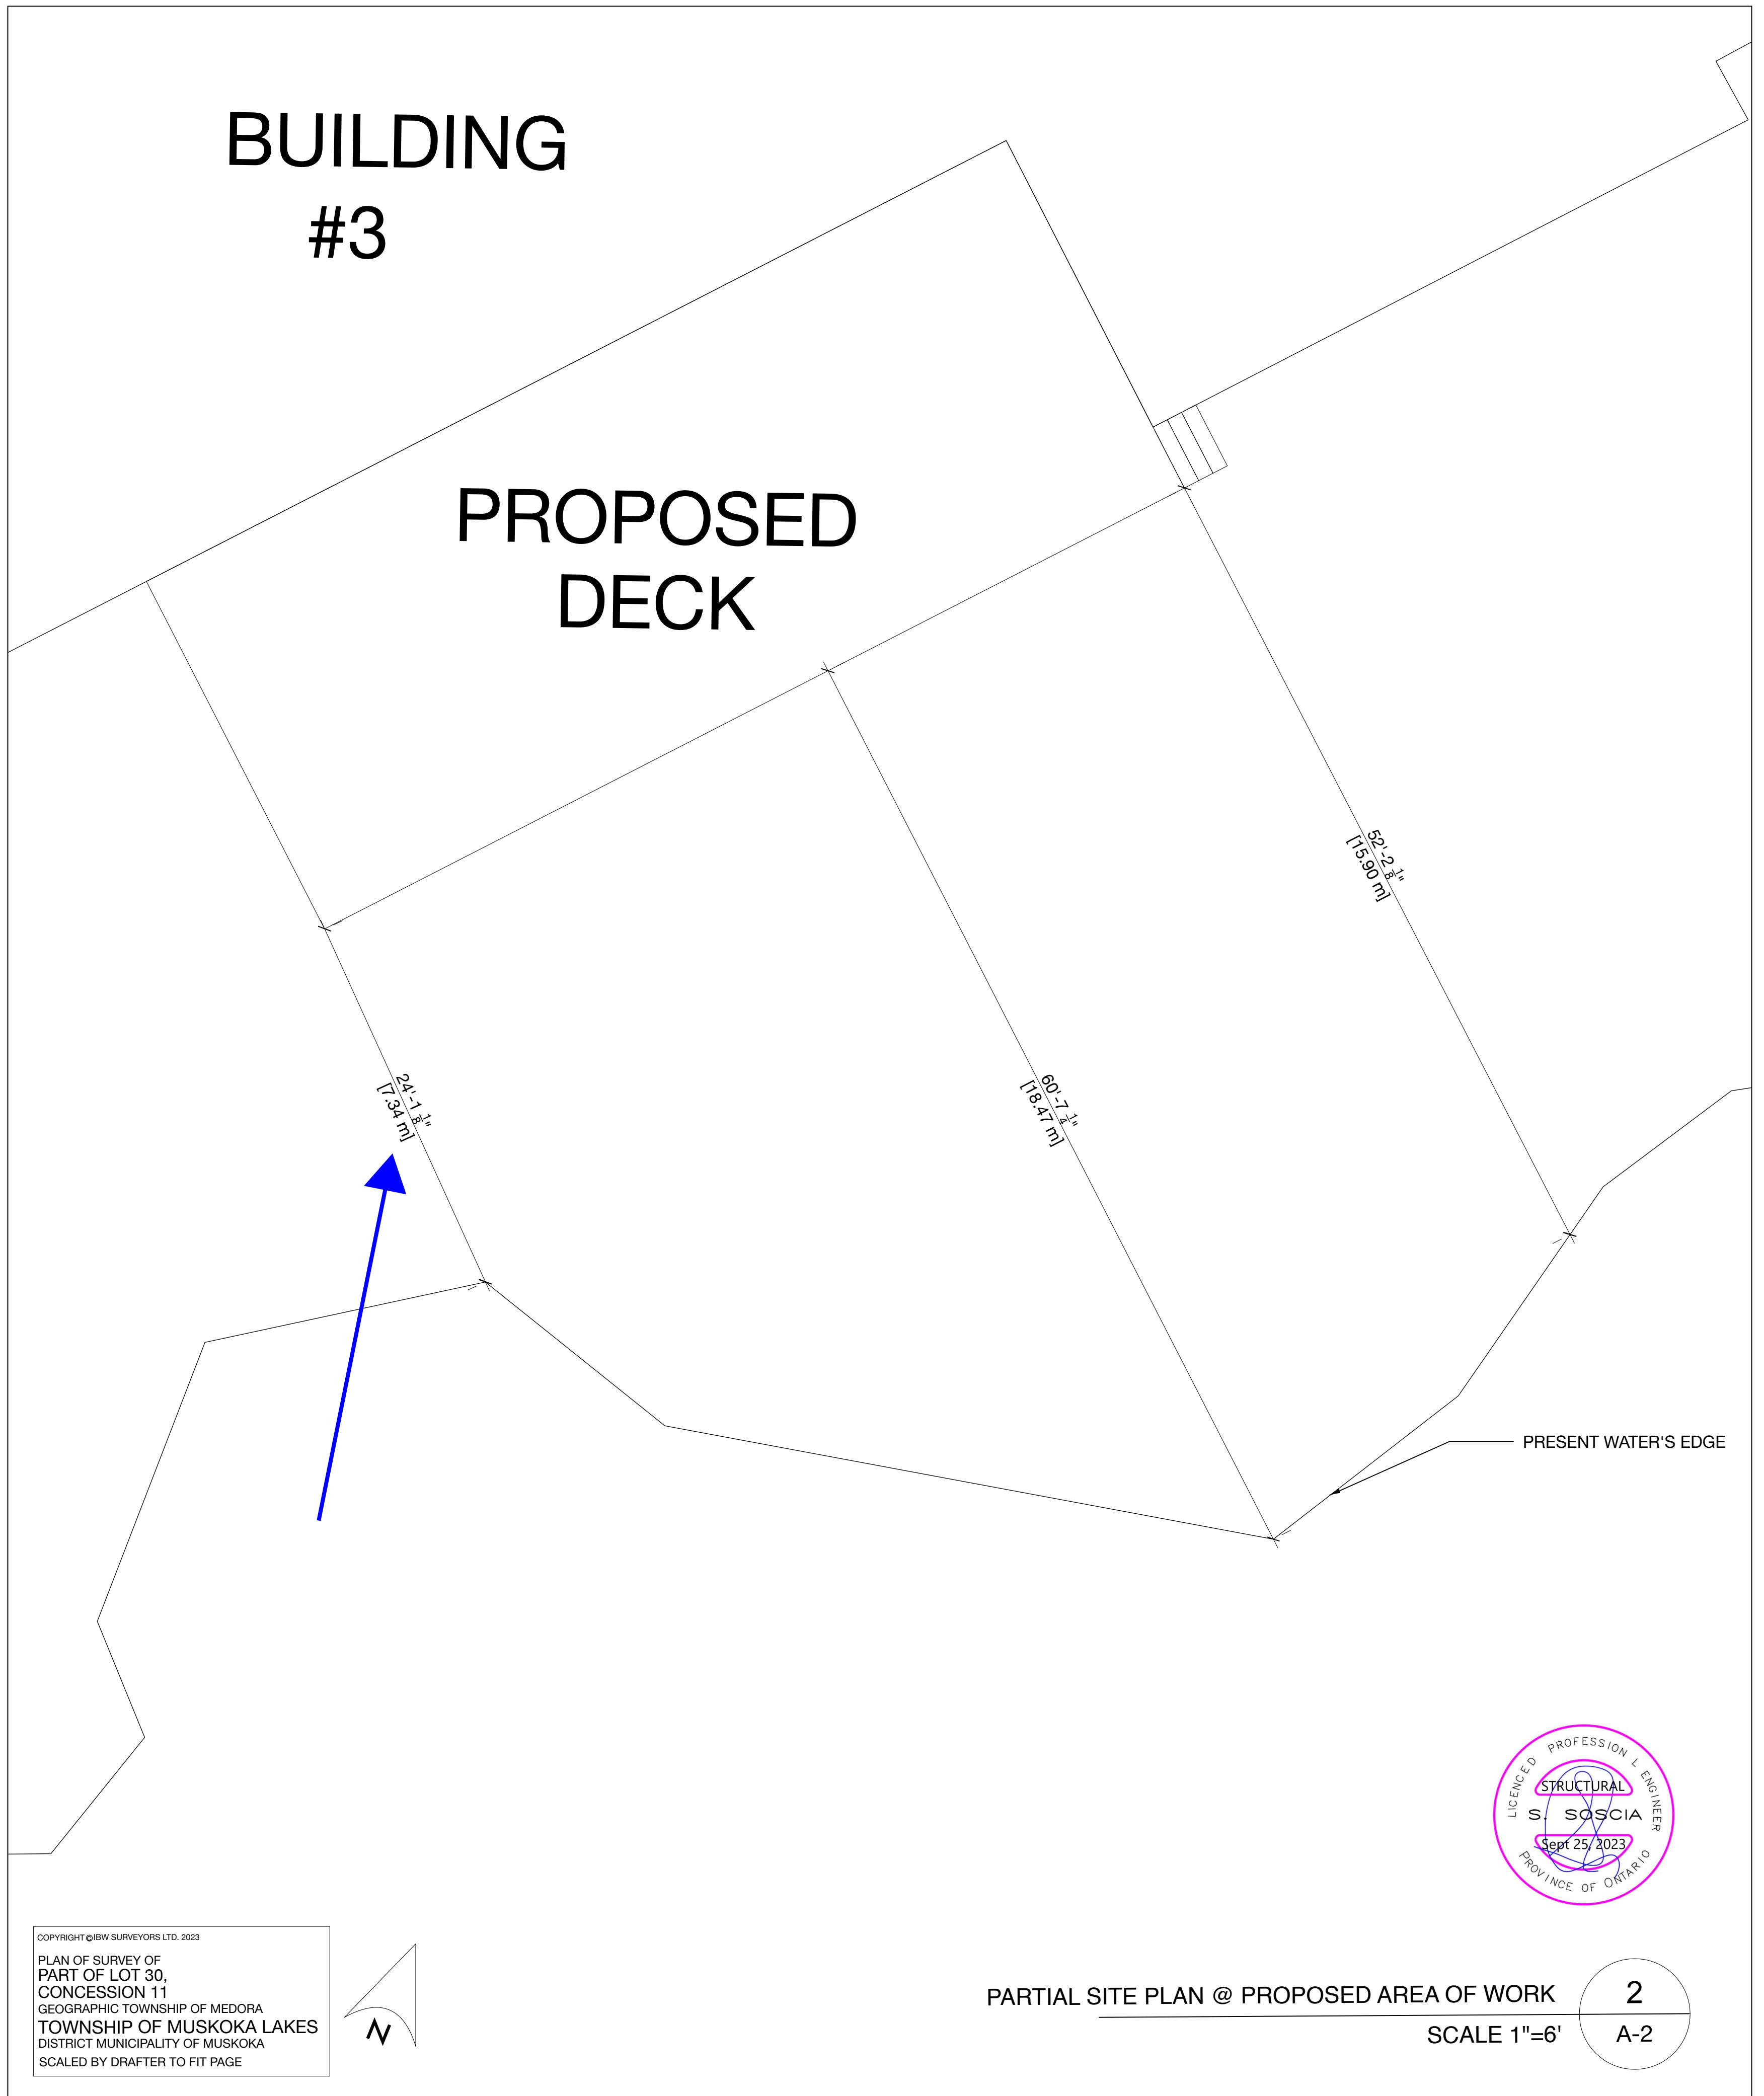 BUILDING
#3
PROPOSED
DECK
52'-2 1/8"
[15.90 m]
24'-1 1/8"
[7.34 m]
60'-7 1/4"
[18.47 m]
PRESENT WATER'S EDGE
LICENCED PROFESSION L ENGINEER
STRUCTURAL
S. SOSCIA
Sept 25, 2023
PROVINCE OF ONTARIO
COPYRIGHT © IBW SURVEYORS LTD. 2023
PLAN OF SURVEY OF
PART OF LOT 30,
CONCESSION 11
GEOGRAPHIC TOWNSHIP OF MEDORA
TOWNSHIP OF MUSKOKA LAKES
DISTRICT MUNICIPALITY OF MUSKOKA
SCALED BY DRAFTER TO FIT PAGE
N
PARTIAL SITE PLAN @ PROPOSED AREA OF WORK
SCALE 1"=6'
2
A-2